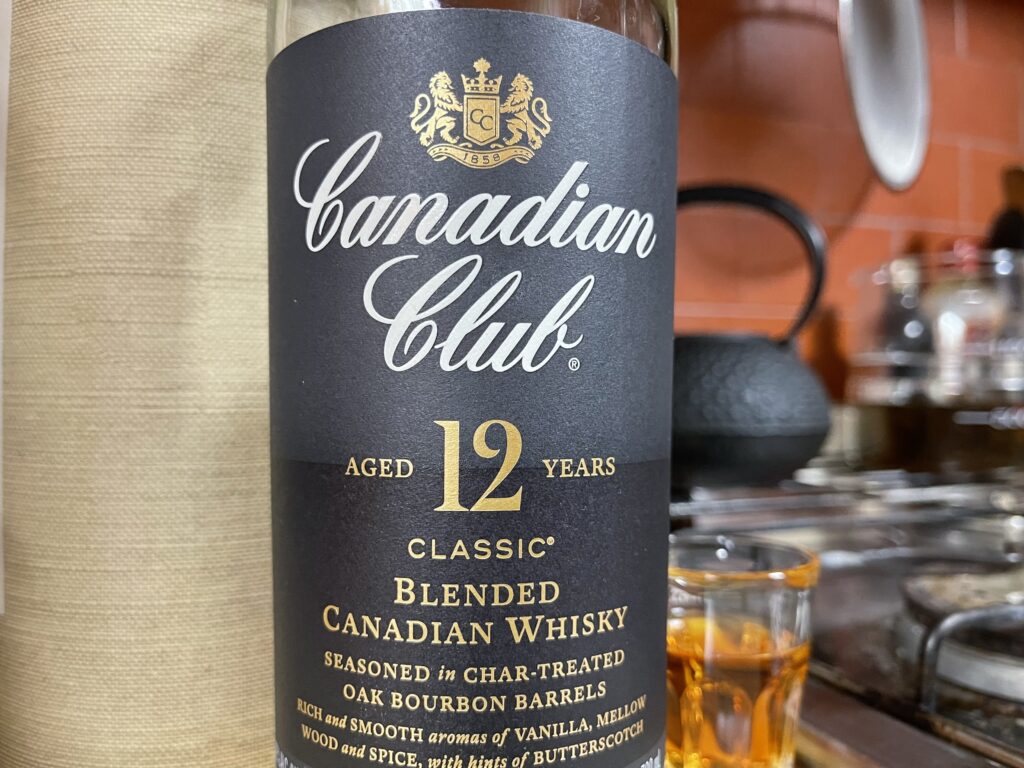 CC
1858
Canadian
Club®
AGED 12 YEARS
CLASSIC®
BLENDED
CANADIAN WHISKY
SEASONED in CHAR-TREATED
OAK BOURBON BARRELS
RICH and SMOOTH aromas of VANILLA, MELLOW
WOOD and SPICE, with hints of BUTTERSCOTCH